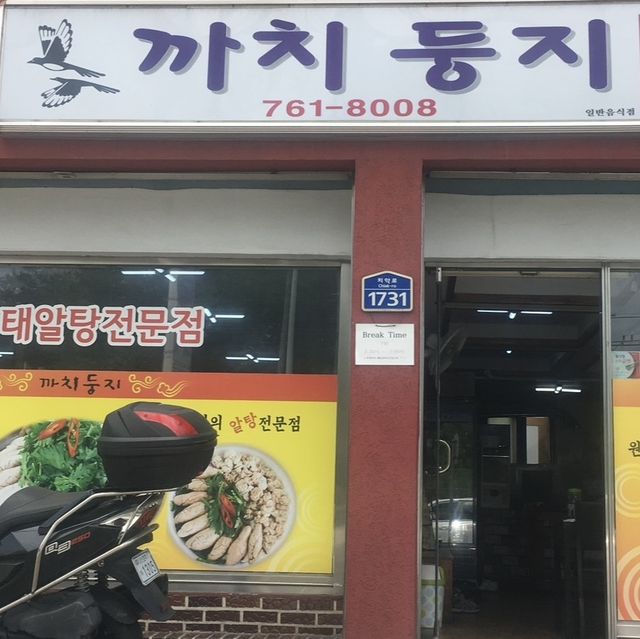 까치 둥지
761-8008
일반음식점
치악로
Chiak-ro
1731
Break Time
태알탕전문점
까치둥지
의 알탕전문점
원